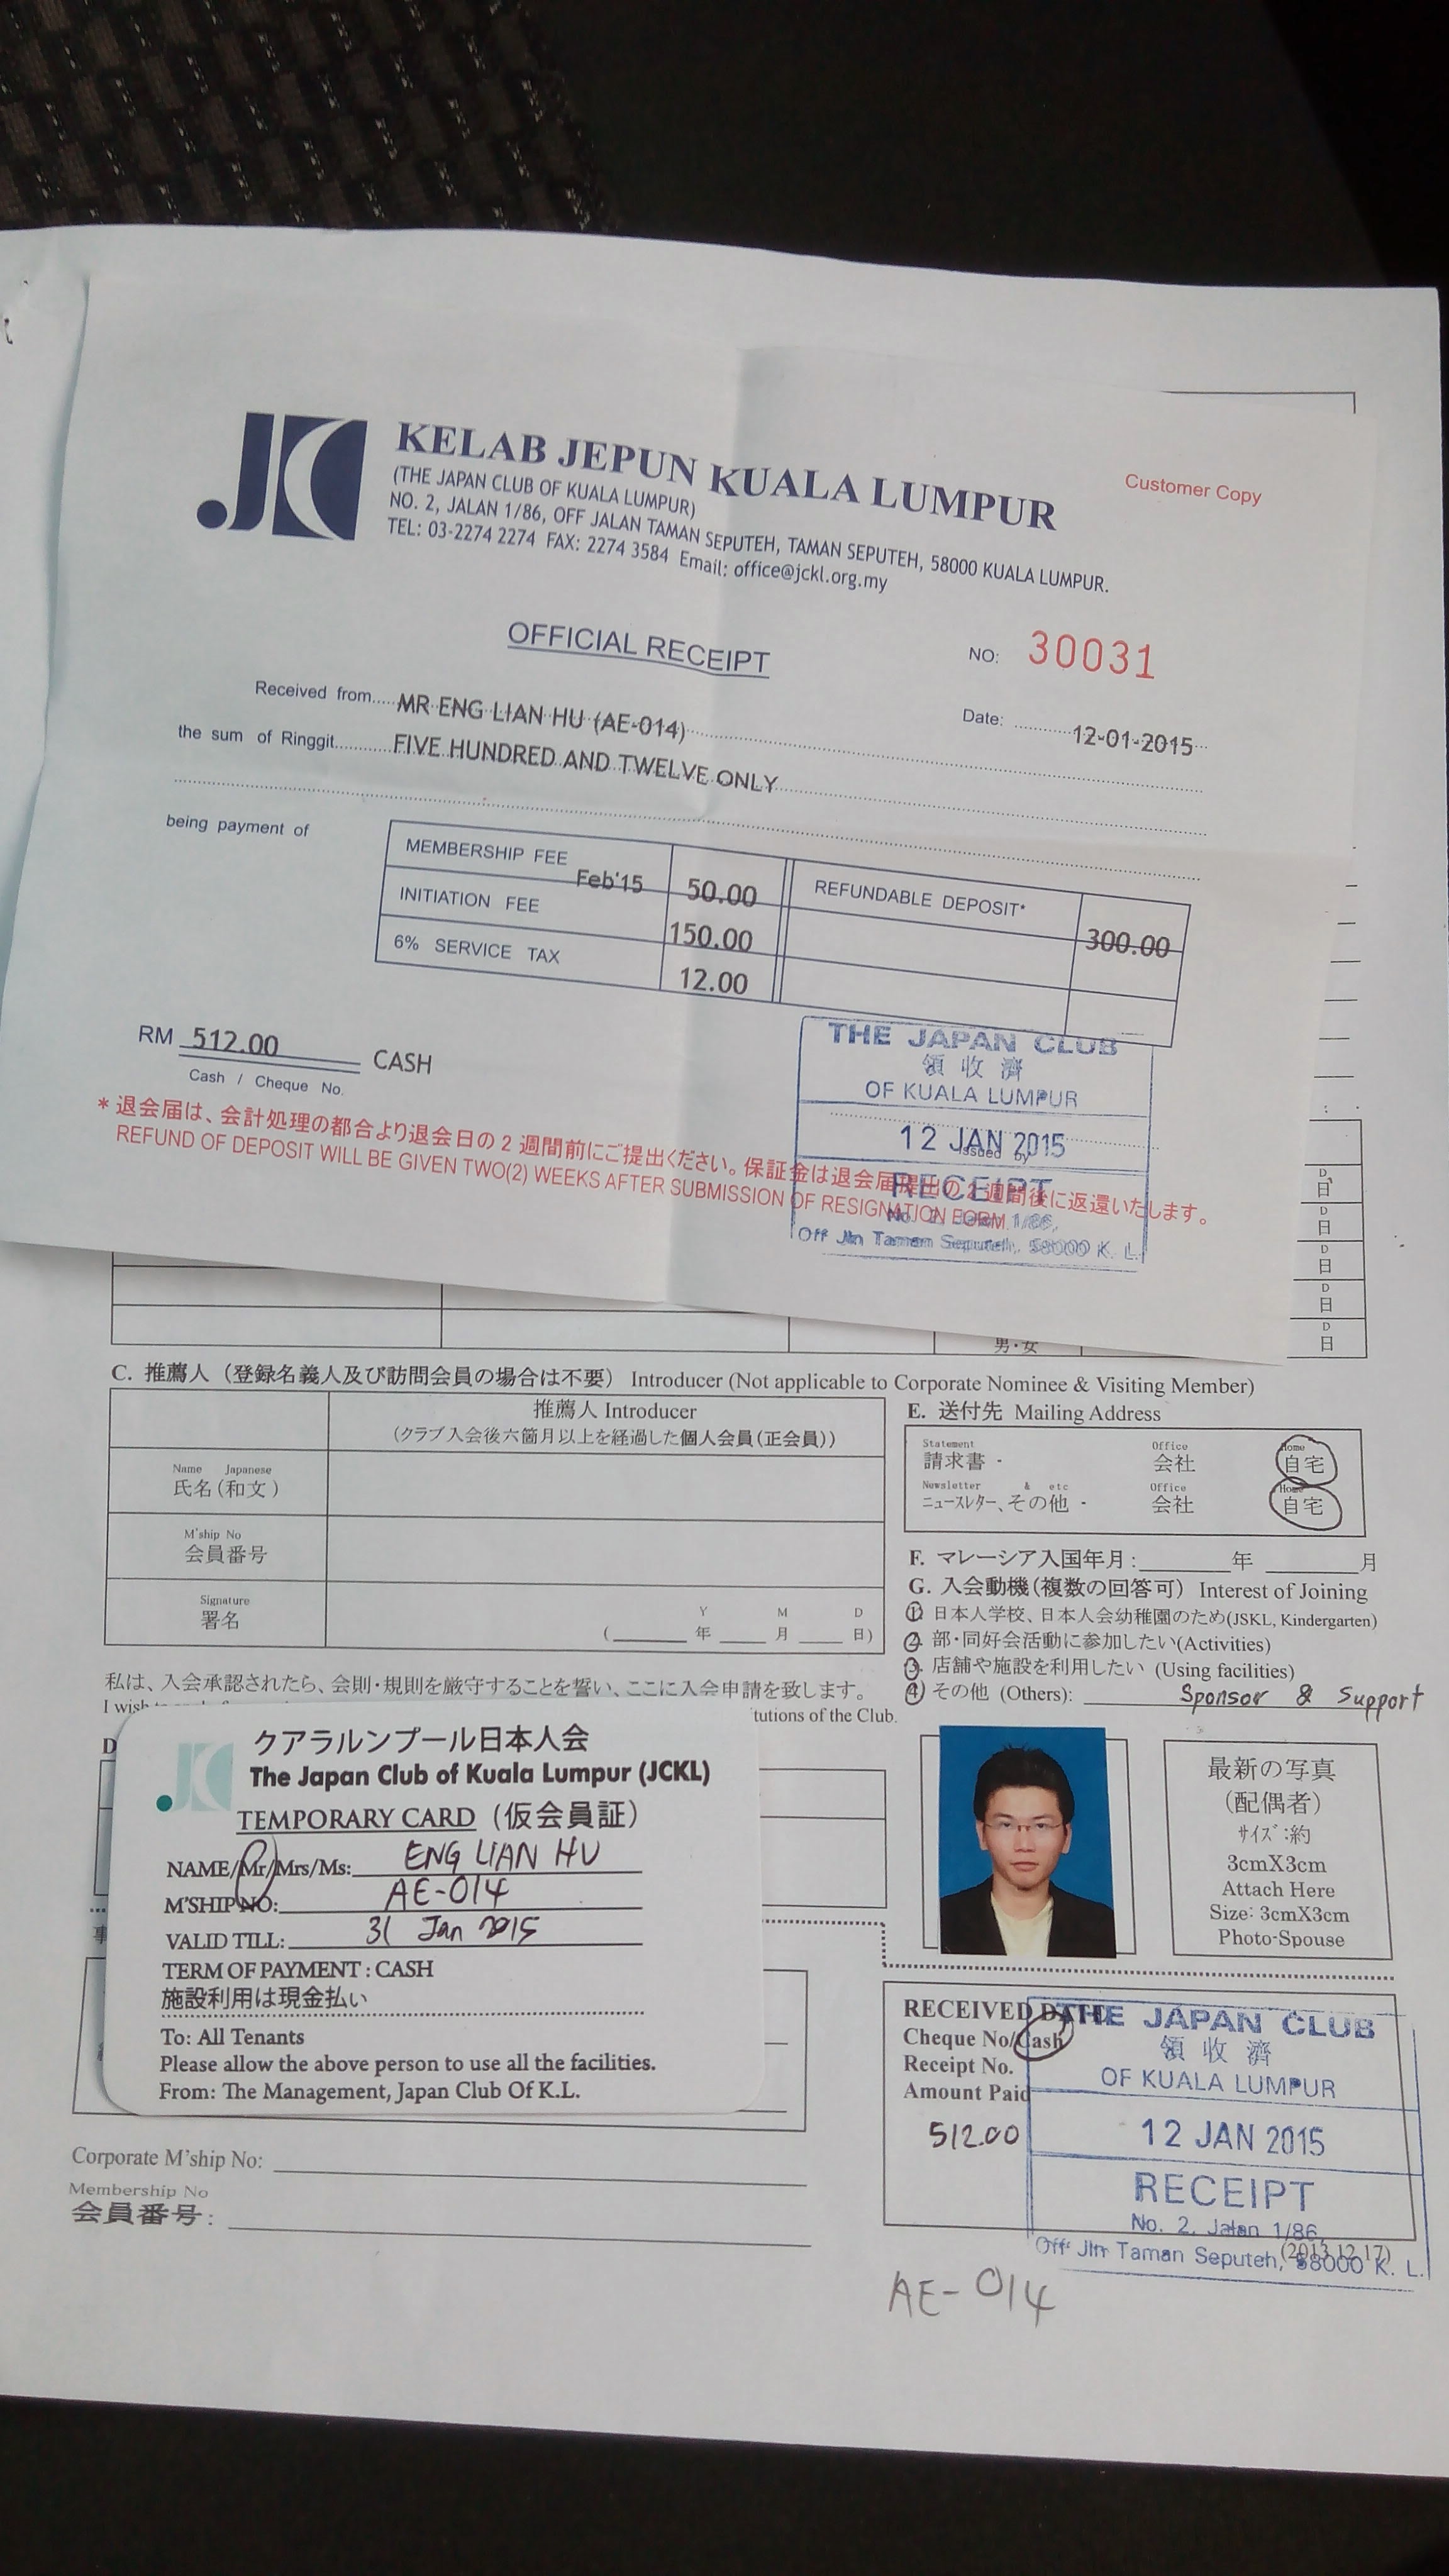 KELAB JEPUN KUALA LUMPUR
(THE JAPAN CLUB OF KUALA LUMPUR)
NO. 2, JALAN 1/86, OFF JALAN TAMAN SEPUTEH, TAMAN SEPUTEH, 58000 KUALA LUMPUR.
TEL: 03-2274 2274 FAX: 2274 3584 Email: office@jckl.org.my
Customer Copy
OFFICIAL RECEIPT
NO: 30031
Received from MR ENG LIAN HU (AE-014)
Date: 12-01-2015
the sum of Ringgit FIVE HUNDRED AND TWELVE ONLY
being payment of
MEMBERSHIP FEE Feb'15 50.00 REFUNDABLE DEPOSIT* 300.00
INITIATION FEE 150.00
6% SERVICE TAX 12.00
RM 512.00 CASH
Cash / Cheque No.
THE JAPAN CLUB
領収濟
OF KUALA LUMPUR
12 JAN 2015
Issued by
RECEIPT
No. 2, Jalan 1/86,
Off Jln Taman Seputeh, 58000 K. L.
* 退会届は、会計処理の都合より退会日の2週間前にご提出ください。保証金は退会届提出の2週間後に返還いたします。
REFUND OF DEPOSIT WILL BE GIVEN TWO(2) WEEKS AFTER SUBMISSION OF RESIGNATION FORM.
D
日
D
日
D
日
D
日
D
日
男・女
C. 推薦人（登録名義人及び訪問会員の場合は不要） Introducer (Not applicable to Corporate Nominee & Visiting Member)
推薦人 Introducer
(クラブ入会後六箇月以上を経過した個人会員(正会員))
Name Japanese
氏名(和文)
M'ship No
会員番号
Signature
署名
Y M D
( 年 月 日)
E. 送付先 Mailing Address
Statement Office Home
請求書・ 会社 自宅
Newsletter & etc Office Home
ニュースレター、その他・ 会社 自宅
F. マレーシア入国年月: 年 月
G. 入会動機(複数の回答可) Interest of Joining
1. 日本人学校、日本人会幼稚園のため(JSKL, Kindergarten)
2. 部・同好会活動に参加したい(Activities)
3. 店舗や施設を利用したい (Using facilities)
4) その他 (Others): Sponsor & Support
私は、入会承認されたら、会則・規則を厳守することを誓い、ここに入会申請を致します。
I wish
tutions of the Club.
D
クアラルンプール日本人会
The Japan Club of Kuala Lumpur (JCKL)
TEMPORARY CARD (仮会員証)
NAME/Mr/Mrs/Ms: ENG LIAN HU
M'SHIP NO: AE-014
VALID TILL: 31 Jan 2015
TERM OF PAYMENT : CASH
施設利用は現金払い
To: All Tenants
Please allow the above person to use all the facilities.
From: The Management, Japan Club Of K.L.
最新の写真
(配偶者)
サイズ:約
3cmX3cm
Attach Here
Size: 3cmX3cm
Photo-Spouse
RECEIVED
Cheque No/Cash
Receipt No.
Amount Paid
512.00
THE JAPAN CLUB
領収濟
OF KUALA LUMPUR
12 JAN 2015
RECEIPT
No. 2, Jalan 1/86,
Off Jln Taman Seputeh, 58000 K. L.
(2013.12.17)
Corporate M'ship No:
Membership No
会員番号:
AE-014